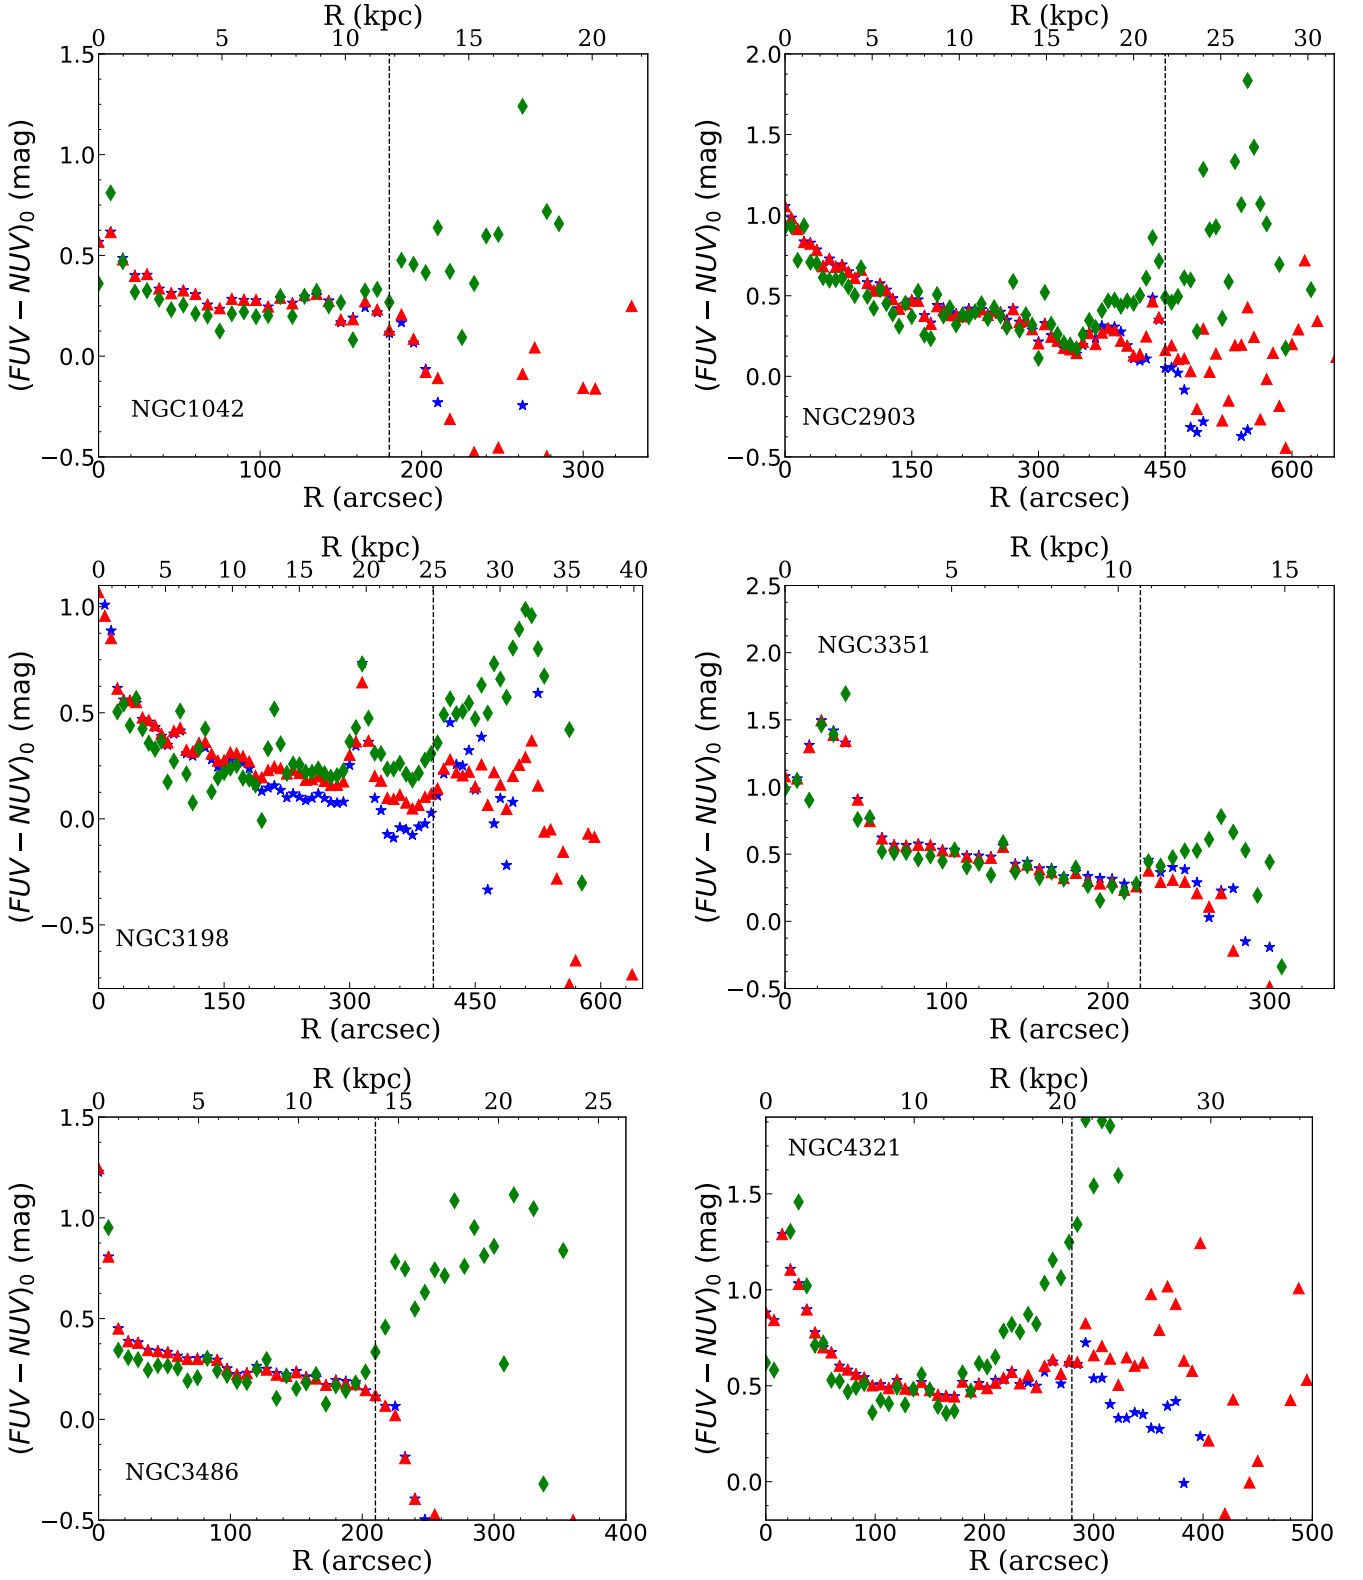 R (kpc)
0 5 10 15 20
1.5
1.0
0.5
0.0
−0.5
(FUV − NUV)₀ (mag)
NGC1042
0 100 200 300
R (arcsec)
R (kpc)
0 5 10 15 20 25 30
2.0
1.5
1.0
0.5
0.0
−0.5
(FUV − NUV)₀ (mag)
NGC2903
0 150 300 450 600
R (arcsec)
R (kpc)
0 5 10 15 20 25 30 35 40
1.0
0.5
0.0
−0.5
(FUV − NUV)₀ (mag)
NGC3198
0 150 300 450 600
R (arcsec)
R (kpc)
0 5 10 15
2.5
2.0
1.5
1.0
0.5
0.0
−0.5
(FUV − NUV)₀ (mag)
NGC3351
0 100 200 300
R (arcsec)
R (kpc)
0 5 10 15 20 25
1.5
1.0
0.5
0.0
−0.5
(FUV − NUV)₀ (mag)
NGC3486
0 100 200 300 400
R (arcsec)
R (kpc)
0 10 20 30
1.5
1.0
0.5
0.0
(FUV − NUV)₀ (mag)
NGC4321
0 100 200 300 400 500
R (arcsec)